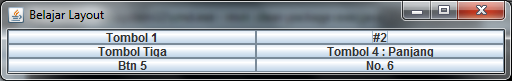 Belajar Layout
Tombol 1 #2
Tombol Tiga Tombol 4 : Panjang
Btn 5 No. 6